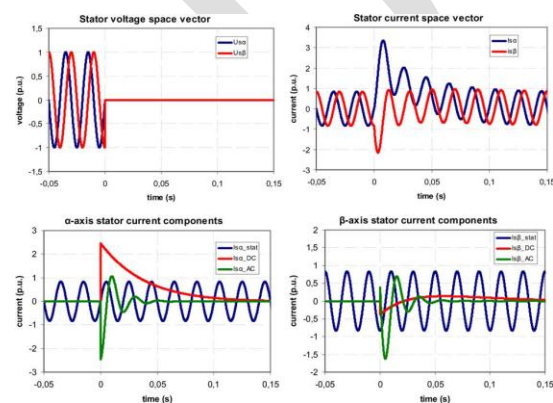 Stator voltage space vector
1,5
1
0,5
0
-0,5
-1
-1,5
voltage (p.u.)
Usα
Usβ
-0,05
0
0,05
0,1
0,15
time (s)
Stator current space vector
4
3
2
1
0
-1
-2
-3
current (p.u.)
Isα
isβ
-0,05
0
0,05
0,1
0,15
time (s)
α-axis stator current components
3
2
1
0
-1
-2
-3
current (p.u.)
Isα_stat
Isα_DC
Isα_AC
-0,05
0
0,05
0,1
0,15
time (s)
β-axis stator current components
2
1,5
1
0,5
0
-0,5
-1
-1,5
-2
current (p.u.)
Isβ_stat
Isβ_DC
Isβ_AC
-0,05
0
0,05
0,1
0,15
time (s)